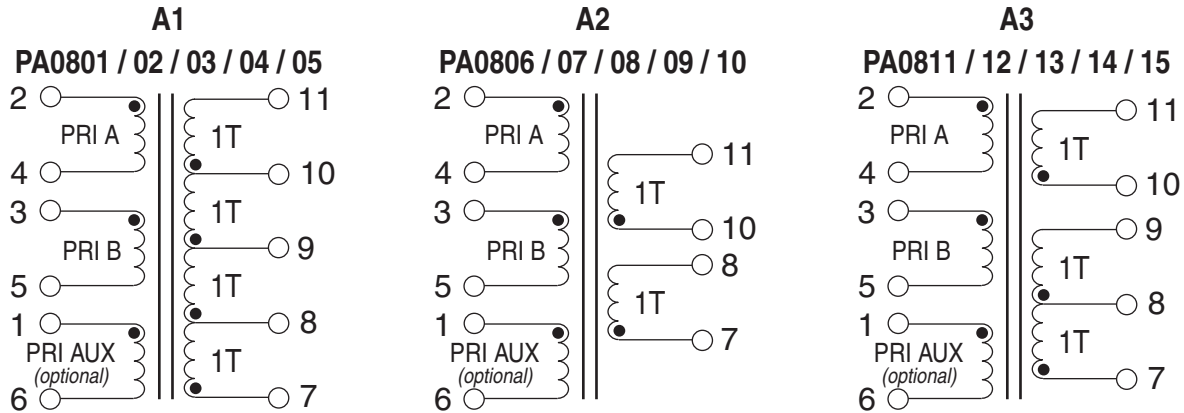 A1
PA0801 / 02 / 03 / 04 / 05
2
PRI A
4
3
PRI B
5
1
PRI AUX
(optional)
6
11
1T
10
1T
9
1T
8
1T
7
A2
PA0806 / 07 / 08 / 09 / 10
2
PRI A
4
3
PRI B
5
1
PRI AUX
(optional)
6
11
1T
10
8
1T
7
A3
PA0811 / 12 / 13 / 14 / 15
2
PRI A
4
3
PRI B
5
1
PRI AUX
(optional)
6
11
1T
10
9
1T
8
1T
7